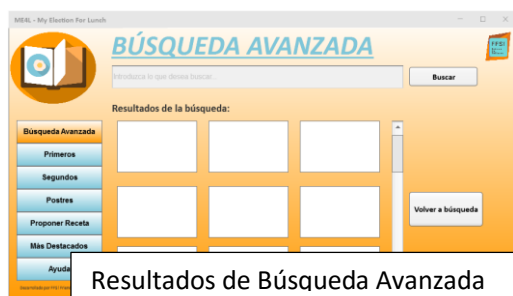 ME4L - My Election For Lunch
BÚSQUEDA AVANZADA
Introduzca lo que desea buscar...
Buscar
Resultados de la búsqueda:
Búsqueda Avanzada
Primeros
Segundos
Postres
Proponer Receta
Más Destacados
Ayuda
Volver a búsqueda
Resultados de Búsqueda Avanzada